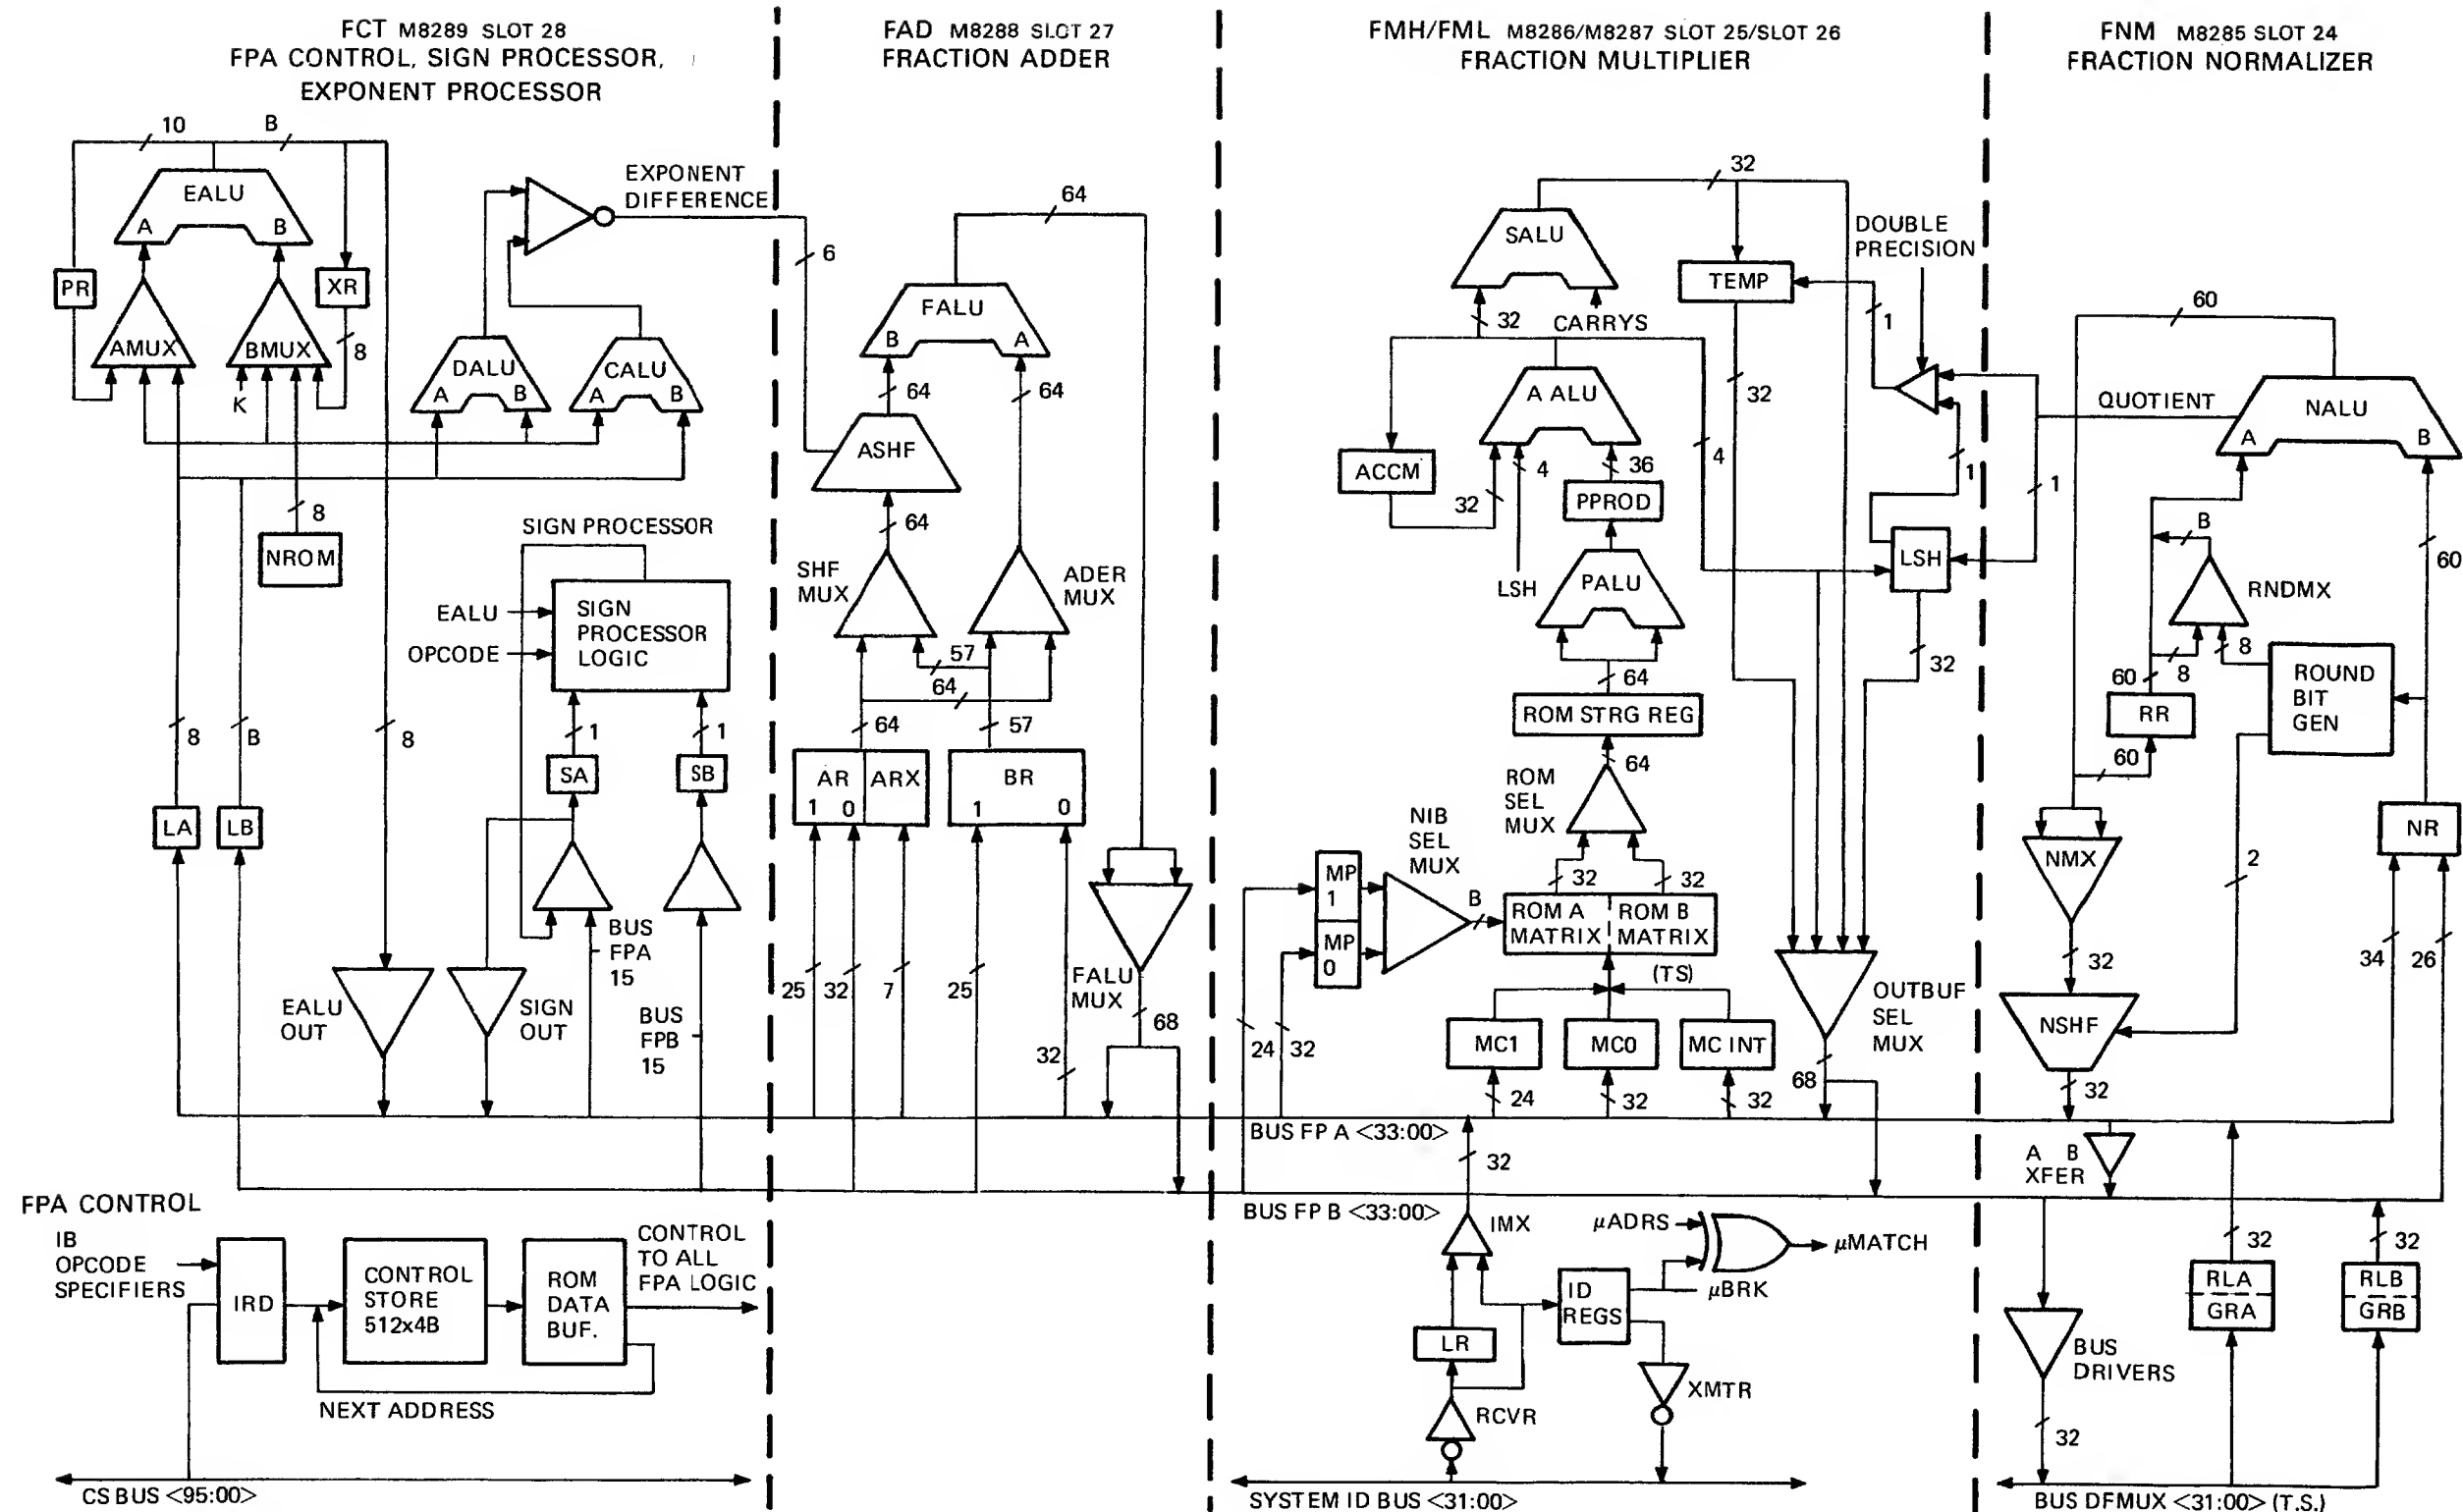 FCT M8289 SLOT 28
FPA CONTROL, SIGN PROCESSOR,
EXPONENT PROCESSOR
FAD M8288 SLOT 27
FRACTION ADDER
FMH/FML M8286/M8287 SLOT 25/SLOT 26
FRACTION MULTIPLIER
FNM M8285 SLOT 24
FRACTION NORMALIZER
10
B
EALU
A
B
PR
XR
AMUX
BMUX
8
K
EXPONENT
DIFFERENCE
DALU
A
B
CALU
A
B
8
NROM
SIGN PROCESSOR
EALU
OPCODE
SIGN
PROCESSOR
LOGIC
8
B
8
1
1
SA
SB
LA
LB
BUS
FPA
15
BUS
FPB
15
EALU
OUT
SIGN
OUT
FPA CONTROL
IB
OPCODE
SPECIFIERS
IRD
CONTROL
STORE
512x4B
ROM
DATA
BUF.
CONTROL
TO ALL
FPA LOGIC
NEXT ADDRESS
CS BUS <95:00>
6
64
FALU
B
A
64
64
ASHF
64
SHF
MUX
ADER
MUX
57
64
64
57
AR
1
0
ARX
BR
1
0
25
32
7
25
32
FALU
MUX
68
32
SALU
TEMP
DOUBLE
PRECISION
32
CARRYS
1
A ALU
32
ACCM
32
4
36
4
1
PPROD
LSH
PALU
LSH
64
32
ROM STRG REG
64
ROM
SEL
MUX
NIB
SEL
MUX
32
32
MP
1
MP
0
B
ROM A
MATRIX
ROM B
MATRIX
(TS)
24
32
MC1
MC0
MC INT
24
32
32
OUTBUF
SEL
MUX
68
BUS FP A <33:00>
32
BUS FP B <33:00>
IMX
μADRS
μMATCH
μBRK
ID
REGS
LR
XMTR
RCVR
SYSTEM ID BUS <31:00>
60
QUOTIENT
NALU
A
B
1
B
60
RNDMX
8
8
60
ROUND
BIT
GEN
RR
60
NR
NMX
2
32
34
26
NSHF
32
A B
XFER
32
32
RLA
GRA
RLB
GRB
BUS
DRIVERS
32
BUS DFMUX <31:00> (T.S.)